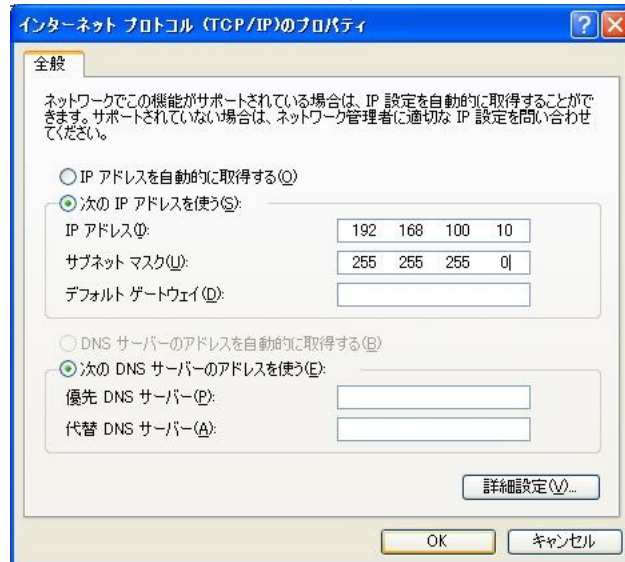 インターネット プロトコル (TCP/IP)のプロパティ
全般
ネットワークでこの機能がサポートされている場合は、IP 設定を自動的に取得することがで
きます。サポートされていない場合は、ネットワーク管理者に適切な IP 設定を問い合わせ
てください。
IP アドレスを自動的に取得する(O)
次の IP アドレスを使う(S):
IP アドレス(I): 192 168 100 10
サブネット マスク(U): 255 255 255 0
デフォルト ゲートウェイ(D):
DNS サーバーのアドレスを自動的に取得する(B)
次の DNS サーバーのアドレスを使う(E):
優先 DNS サーバー(P):
代替 DNS サーバー(A):
詳細設定(V)...
OK キャンセル